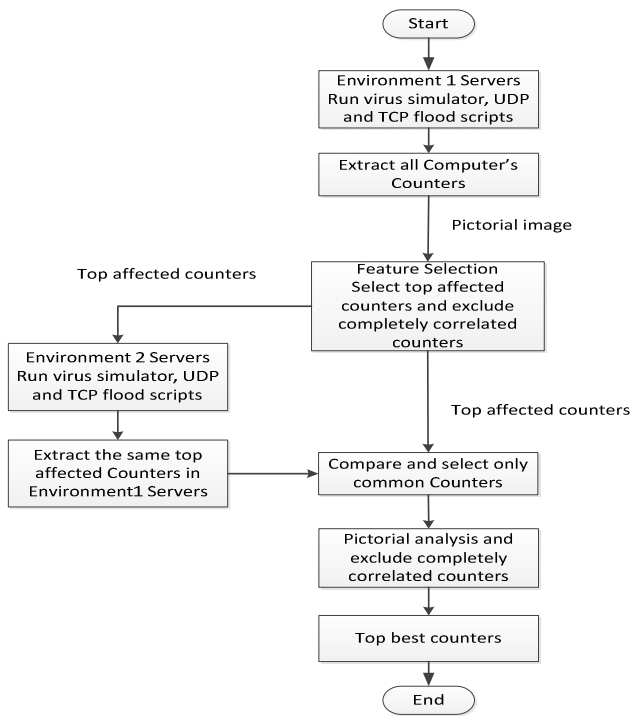 Start
Environment 1 Servers
Run virus simulator, UDP
and TCP flood scripts
Extract all Computer's
Counters
Pictorial image
Feature Selection
Select top affected
counters and exclude
completely correlated
counters
Top affected counters
Environment 2 Servers
Run virus simulator, UDP
and TCP flood scripts
Extract the same top
affected Counters in
Environment1 Servers
Top affected counters
Compare and select only
common Counters
Pictorial analysis and
exclude completely
correlated counters
Top best counters
End